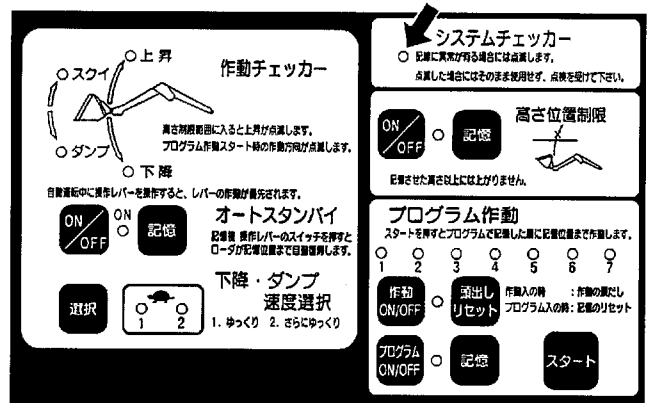 上昇
スクイ
作動チェッカー
高さ制限範囲に入ると上昇が点滅します。
プログラム作動スタート時の作動方向が点滅します。
ダンプ
下降
自動運転中に操作レバーを操作すると、レバーの作動が優先されます。
ON/OFF
ON
記憶
オートスタンバイ
記憶後 操作レバーのスイッチを押すと
ローダが記憶位置まで自動復帰します。
選択
1 2
下降・ダンプ
速度選択
1. ゆっくり 2. さらにゆっくり
システムチェッカー
配線に異常が有る場合には点滅します。
点滅した場合にはそのまま使用せず、点検を受けて下さい。
ON/OFF
記憶
高さ位置制限
記憶させた高さ以上には上がりません。
プログラム作動
スタートを押すとプログラムで記憶した順に記憶位置まで作動します。
1 2 3 4 5 6 7
作動
ON/OFF
頭出し
リセット
作動入の時 :作動の頭だし
プログラム入の時:記憶のリセット
プログラム
ON/OFF
記憶
スタート